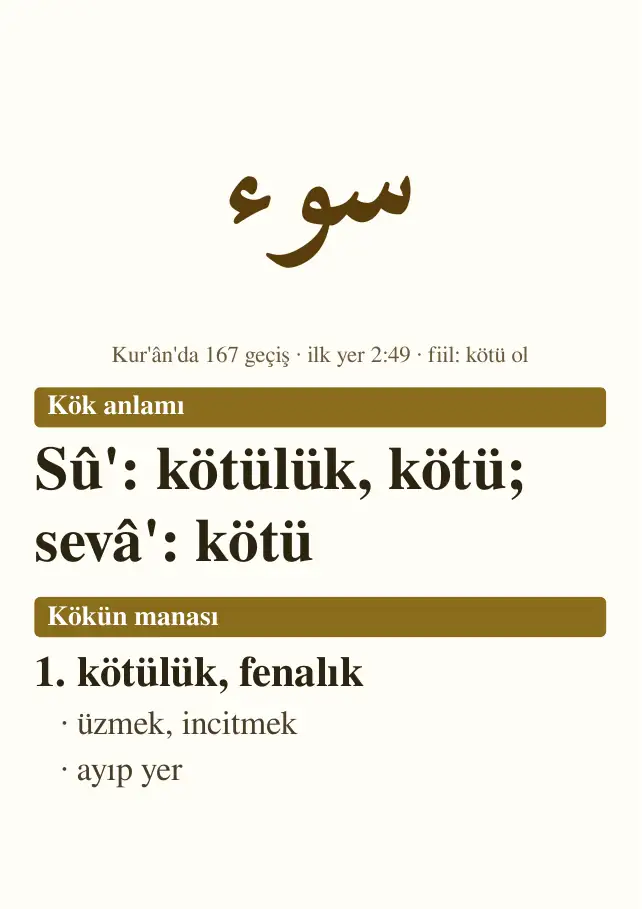 سوء
Kur'ân'da 167 geçiş · ilk yer 2:49 · fiil: kötü ol
Kök anlamı
Sû': kötülük, kötü;
sevâ': kötü
Kökün manası
1. kötülük, fenalık
· üzmek, incitmek
· ayıp yer